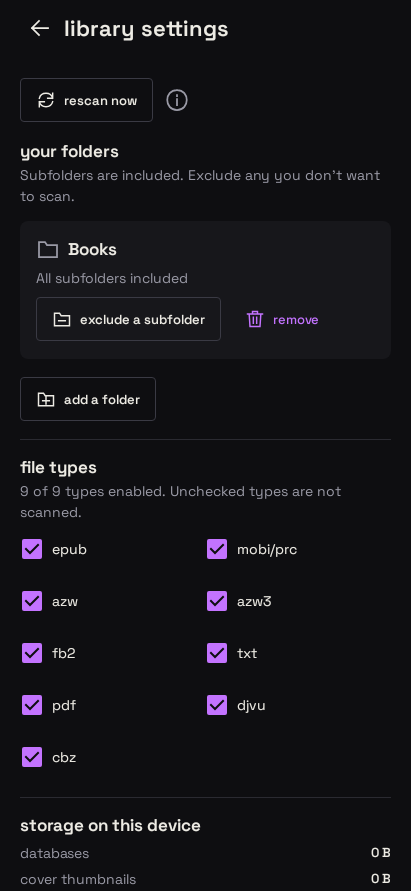 library settings
rescan now
your folders
Subfolders are included. Exclude any you don't want
to scan.
Books
All subfolders included
exclude a subfolder
remove
add a folder
file types
9 of 9 types enabled. Unchecked types are not
scanned.
epub
mobi/prc
azw
azw3
fb2
txt
pdf
djvu
cbz
storage on this device
databases 0 B
cover thumbnails 0 B